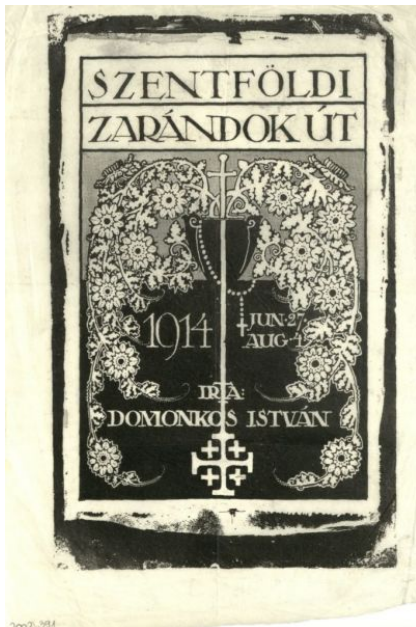 SZENTFÖLDI
ZARÁNDOK ÚT
1914
JUN·27·
AUG·4·
IRTA:
DOMONKOS ISTVÁN